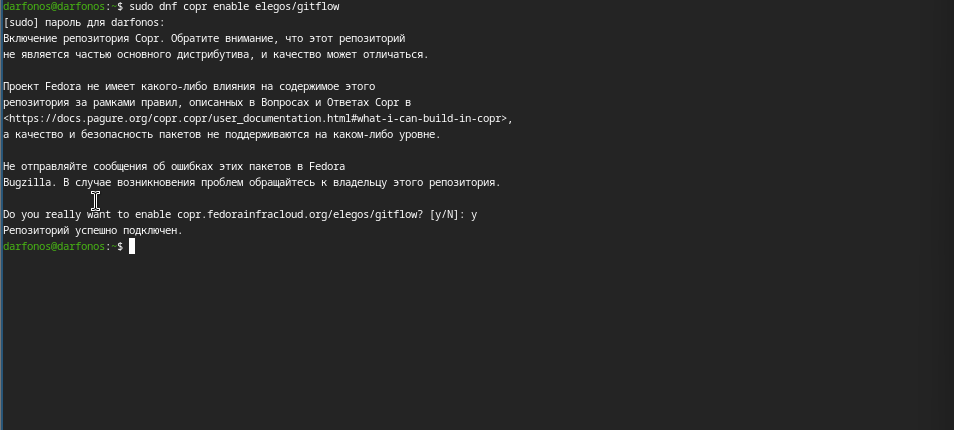 darfonos@darfonos:~$ sudo dnf copr enable elegos/gitflow
[sudo] пароль для darfonos:
Включение репозитория Copr. Обратите внимание, что этот репозиторий
не является частью основного дистрибутива, и качество может отличаться.
Проект Fedora не имеет какого-либо влияния на содержимое этого
репозитория за рамками правил, описанных в Вопросах и Ответах Copr в
<https://docs.pagure.org/copr.copr/user_documentation.html#what-i-can-build-in-copr>,
а качество и безопасность пакетов не поддерживаются на каком-либо уровне.
Не отправляйте сообщения об ошибках этих пакетов в Fedora
Bugzilla. В случае возникновения проблем обращайтесь к владельцу этого репозитория.
Do you really want to enable copr.fedorainfracloud.org/elegos/gitflow? [y/N]: y
Репозиторий успешно подключен.
darfonos@darfonos:~$